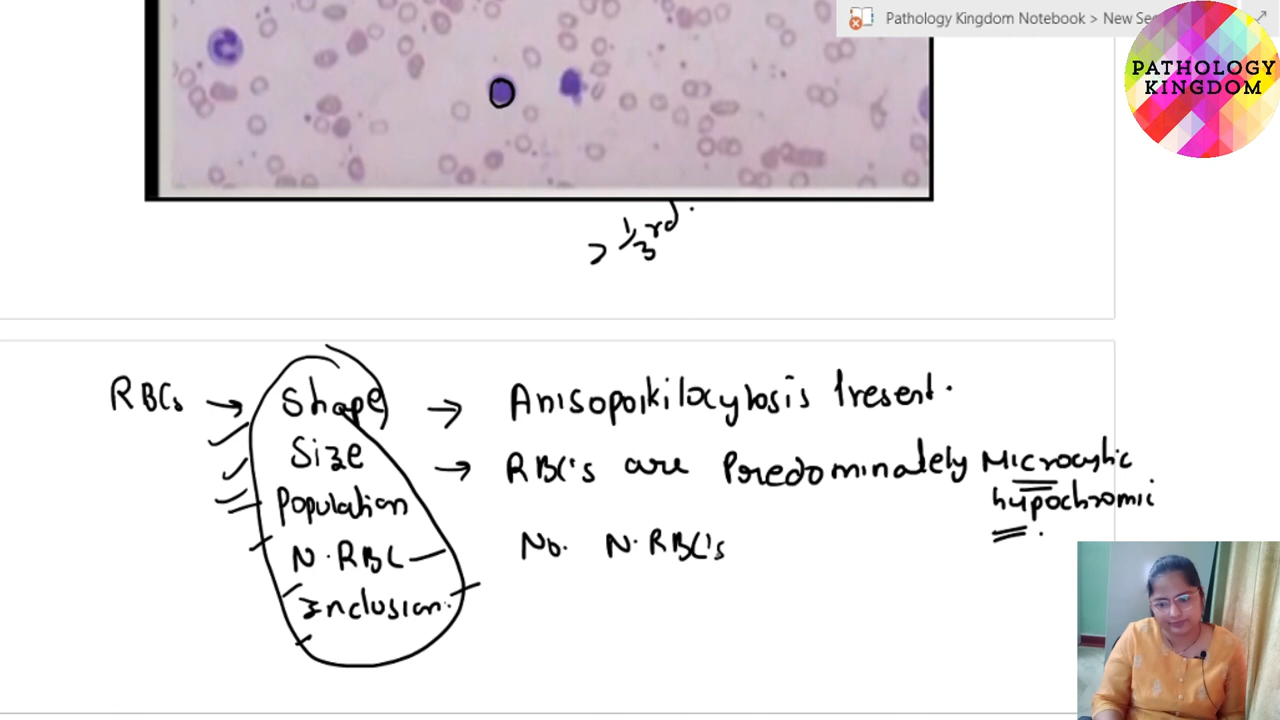 Pathology Kingdom Notebook > New Se
PATHOLOGY
KINGDOM
> 1/3rd.
RBCs → Shape → Anisopoikilocytosis Present.
Size → RBC's are Predominately Microcytic
hypochromic
Population
N.RBC — No. N.RBC's
Inclusion.